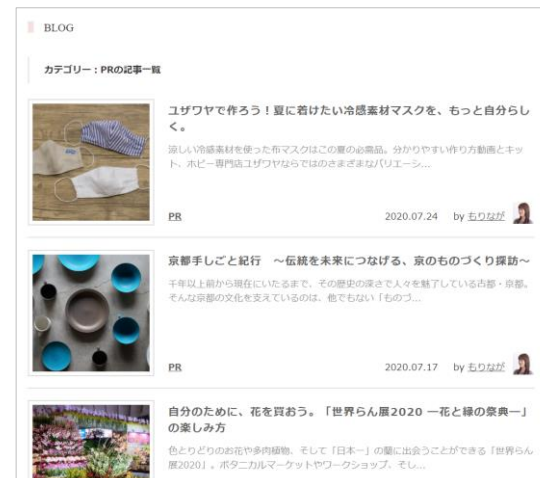 BLOG
カテゴリー：PRの記事一覧
ユザワヤで作ろう！夏に着けたい冷感素材マスクを、もっと自分らし
く。
涼しい冷感素材を使った布マスクはこの夏の必需品。分かりやすい作り方動画とキッ
ト、ホビー専門店ユザワヤならではのさまざまなバリエーシ...
PR
2020.07.24 by もりなが
京都手しごと紀行　～伝統を未来につなげる、京のものづくり探訪～
千年以上前から現在にいたるまで、その歴史の深さで人々を魅了している古都・京都。
そんな京都の文化を支えているのは、他でもない「ものづ...
PR
2020.07.17 by もりなが
自分のために、花を買おう。「世界らん展2020 ―花と緑の祭典―」
の楽しみ方
色とりどりのお花や多肉植物、そして「日本一」の蘭に出会うことができる「世界らん
展2020」。ボタニカルマーケットやワークショップ、そし...